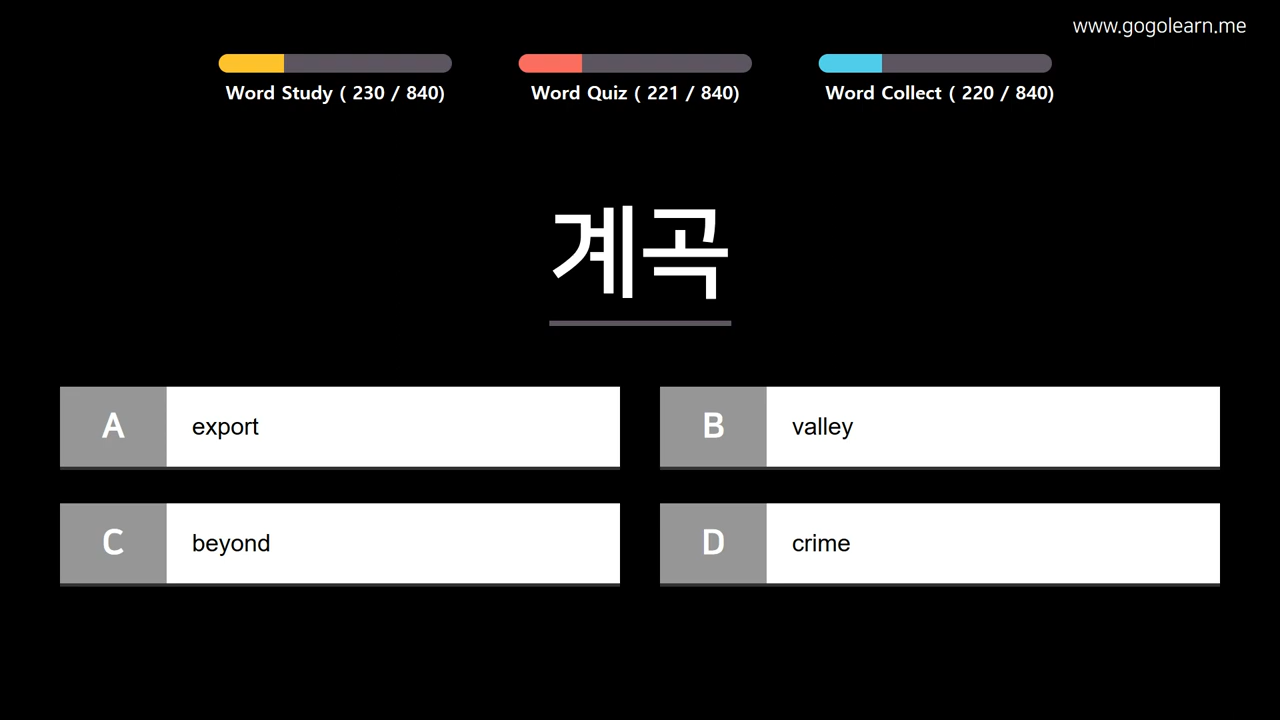 www.gogolearn.me
Word Study ( 230 / 840)
Word Quiz ( 221 / 840)
Word Collect ( 220 / 840)
계곡
A export
B valley
C beyond
D crime